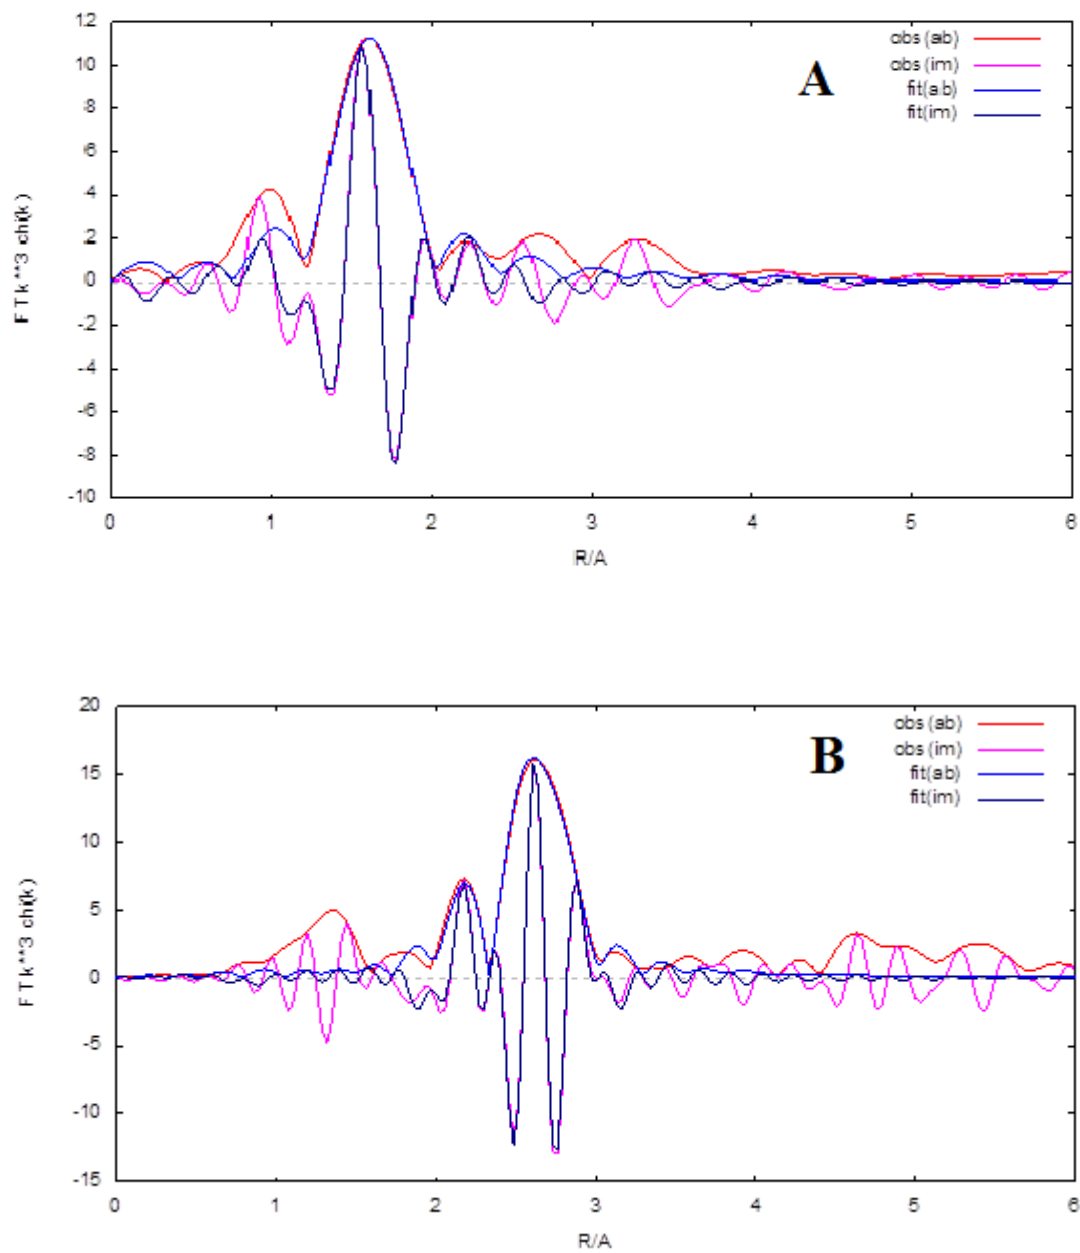 12
10
8
6
4
2
0
-2
-4
-6
-8
-10
F T k **3 chi(k)
0 1 2 3 4 5 6
R/A
A
obs (ab)
obs (im)
fit(ab)
fit(im)
20
15
10
5
0
-5
-10
-15
F T k**3 chi(k)
0 1 2 3 4 5 6
R/A
B
obs (ab)
obs (im)
fit(ab)
fit(im)